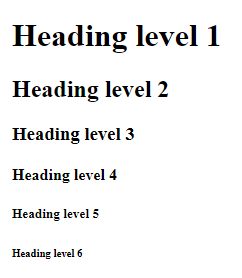 Heading level 1
Heading level 2
Heading level 3
Heading level 4
Heading level 5
Heading level 6